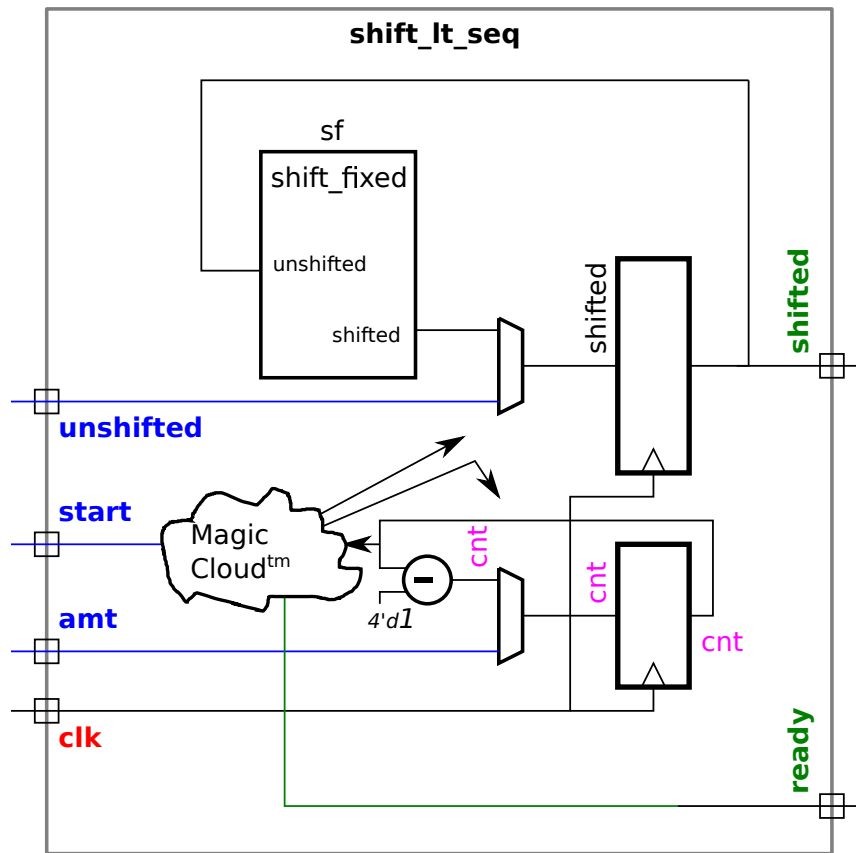 shift_lt_seq
sf
shift_fixed
unshifted
shifted
shifted
shifted
unshifted
start
Magic
Cloudtm
cnt
cnt
4'd1
amt
cnt
clk
ready